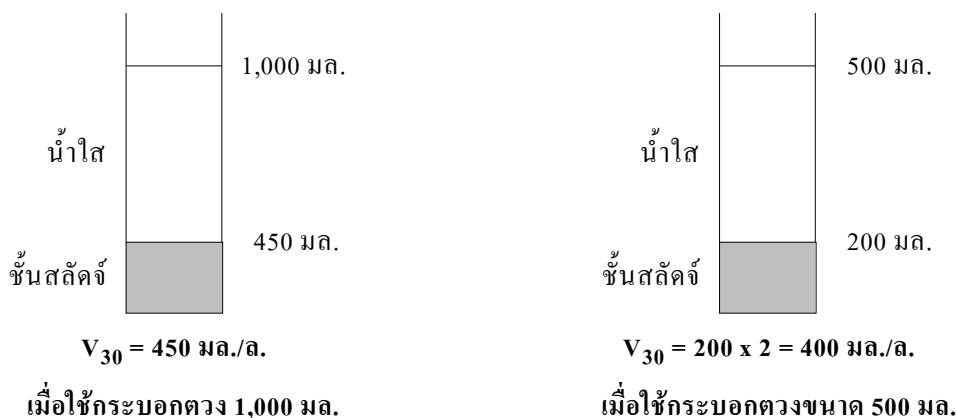 1,000 มล.
น้ำใส
450 มล.
ชั้นสลัดจ์
V30 = 450 มล./ล.
เมื่อใช้กระบอกตวง 1,000 มล.
500 มล.
น้ำใส
200 มล.
ชั้นสลัดจ์
V30 = 200 x 2 = 400 มล./ล.
เมื่อใช้กระบอกตวงขนาด 500 มล.